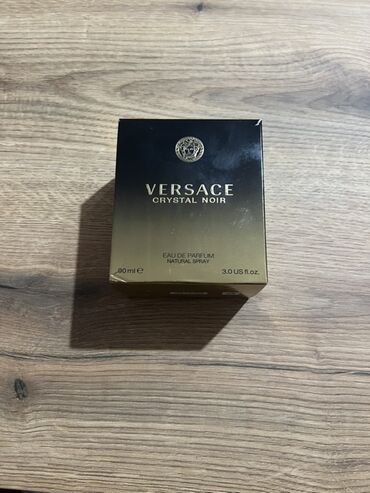 VERSACE
CRYSTAL NOIR
EAU DE PARFUM
NATURAL SPRAY
90 ml e 3.0 US fl.oz.